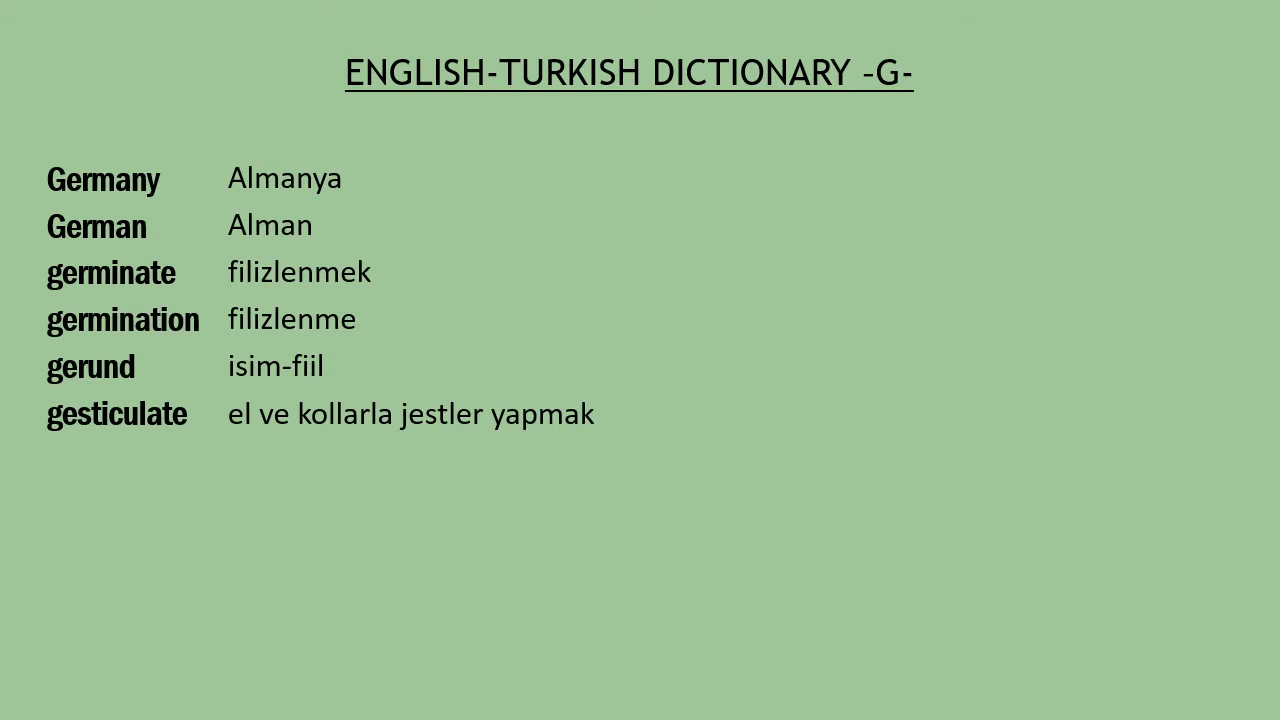 ENGLISH-TURKISH DICTIONARY –G-
Germany Almanya
German Alman
germinate filizlenmek
germination filizlenme
gerund isim-fiil
gesticulate el ve kollarla jestler yapmak